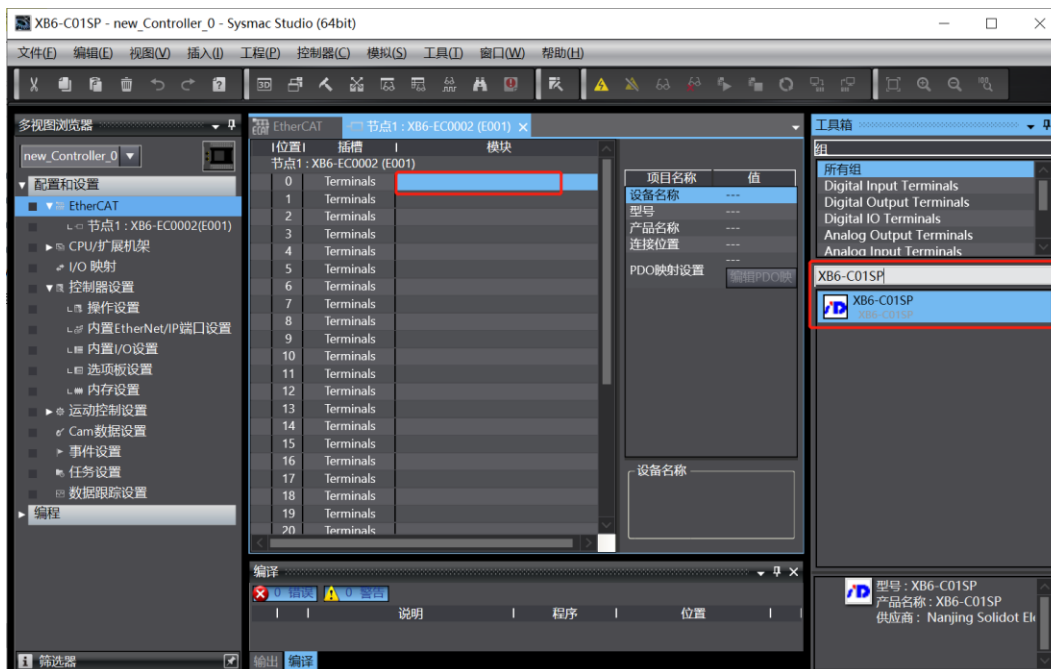 XB6-C01SP - new_Controller_0 - Sysmac Studio (64bit)
文件(F) 编辑(E) 视图(V) 插入(I) 工程(P) 控制器(C) 模拟(S) 工具(T) 窗口(W) 帮助(H)
多视图浏览器
new_Controller_0
配置和设置
EtherCAT
节点1 : XB6-EC0002(E001)
CPU/扩展机架
I/O 映射
控制器设置
操作设置
内置EtherNet/IP端口设置
内置I/O设置
选项板设置
内存设置
运动控制设置
Cam数据设置
事件设置
任务设置
数据跟踪设置
编程
筛选器
EtherCAT 节点1 : XB6-EC0002 (E001)
位置 插槽 模块
节点1 : XB6-EC0002 (E001)
0 Terminals
1 Terminals
2 Terminals
3 Terminals
4 Terminals
5 Terminals
6 Terminals
7 Terminals
8 Terminals
9 Terminals
10 Terminals
11 Terminals
12 Terminals
13 Terminals
14 Terminals
15 Terminals
16 Terminals
17 Terminals
18 Terminals
19 Terminals
20 Terminals
项目名称 值
设备名称 ---
型号 ---
产品名称 ---
连接位置 ---
---
PDO映射设置 编辑PDO映
设备名称
编译
0 错误 0 警告
说明 程序 位置
输出 编译
工具箱
组
所有组
Digital Input Terminals
Digital Output Terminals
Digital IO Terminals
Analog Output Terminals
Analog Input Terminals
XB6-C01SP
XB6-C01SP
XB6-C01SP
型号 : XB6-C01SP
产品名称 : XB6-C01SP
供应商 : Nanjing Solidot Ele